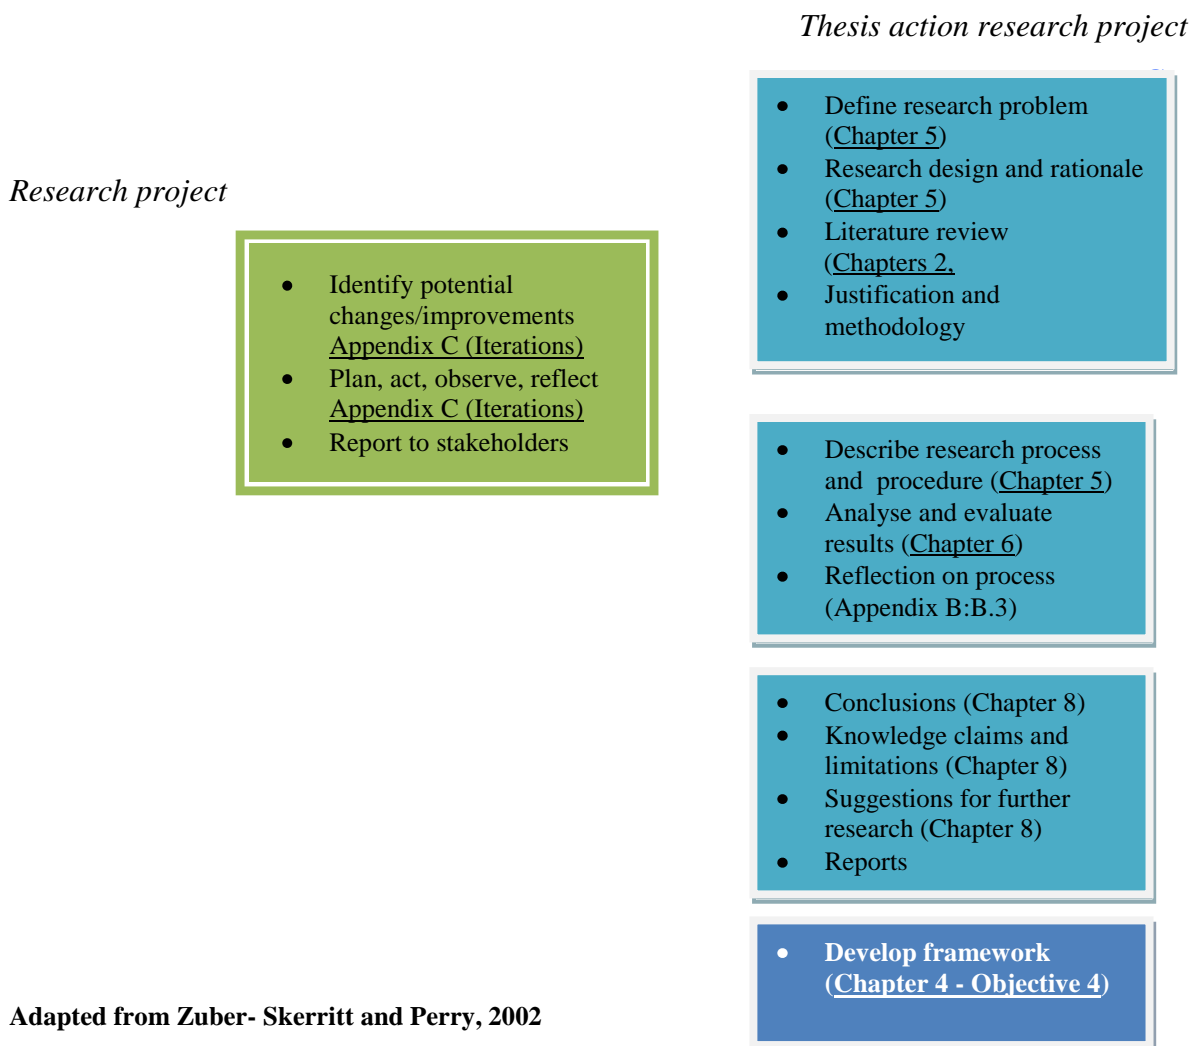 Thesis action research project
• Define research problem
(Chapter 5)
• Research design and rationale
(Chapter 5)
• Literature review
(Chapters 2,
• Justification and
methodology
Research project
• Identify potential
changes/improvements
Appendix C (Iterations)
• Plan, act, observe, reflect
Appendix C (Iterations)
• Report to stakeholders
• Describe research process
and procedure (Chapter 5)
• Analyse and evaluate
results (Chapter 6)
• Reflection on process
(Appendix B:B.3)
• Conclusions (Chapter 8)
• Knowledge claims and
limitations (Chapter 8)
• Suggestions for further
research (Chapter 8)
• Reports
• Develop framework
(Chapter 4 - Objective 4)
Adapted from Zuber- Skerritt and Perry, 2002